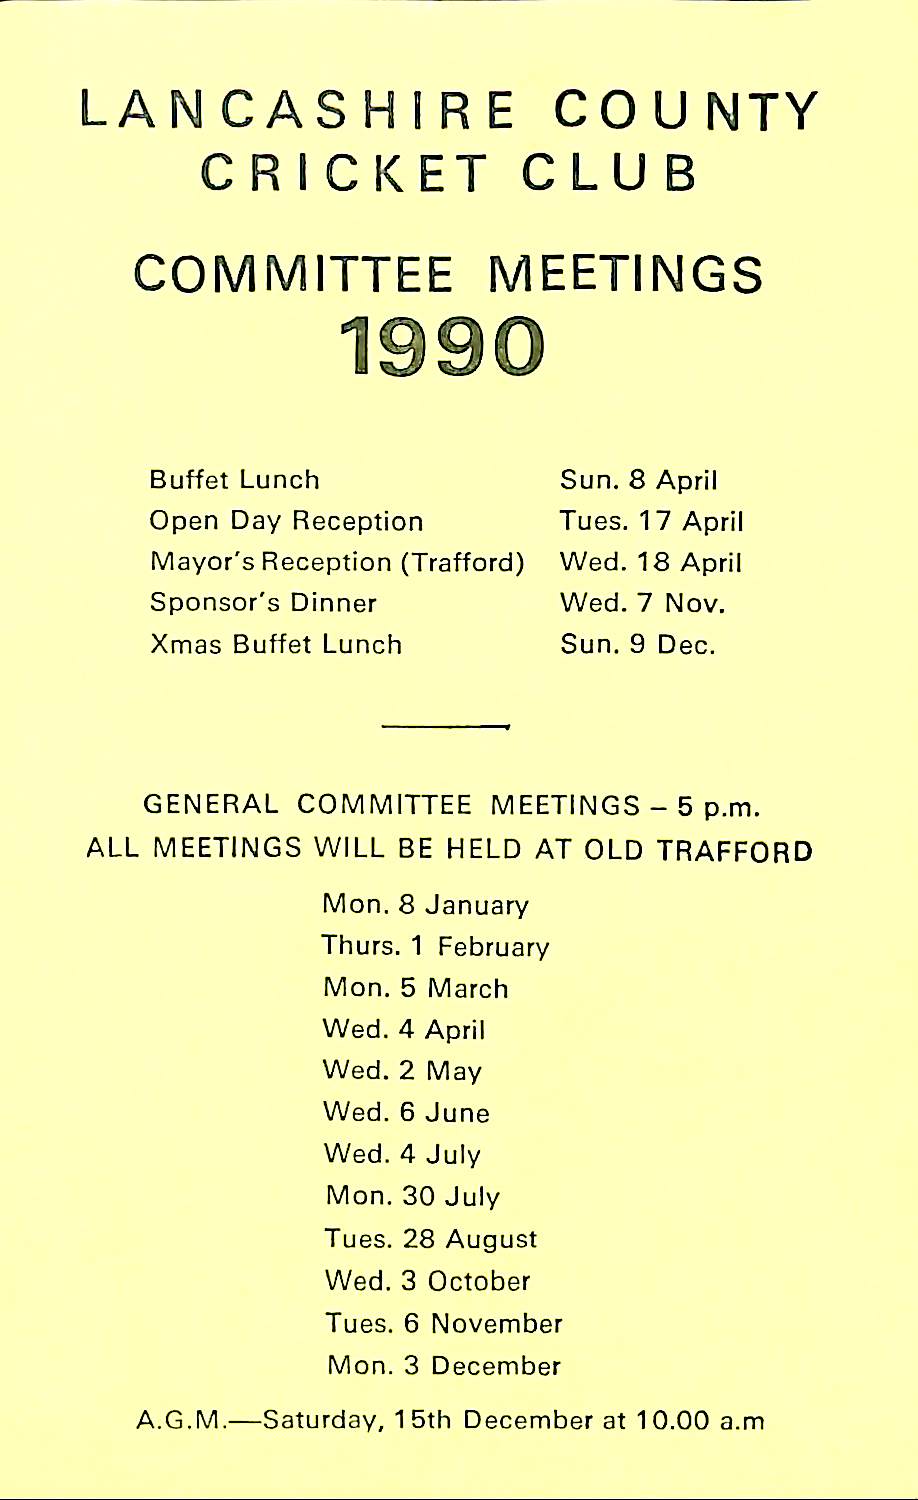 LANCASHIRE COUNTY
CRICKET CLUB
COMMITTEE MEETINGS
1990
Buffet Lunch Sun. 8 April
Open Day Reception Tues. 17 April
Mayor's Reception (Trafford) Wed. 18 April
Sponsor's Dinner Wed. 7 Nov.
Xmas Buffet Lunch Sun. 9 Dec.
GENERAL COMMITTEE MEETINGS – 5 p.m.
ALL MEETINGS WILL BE HELD AT OLD TRAFFORD
Mon. 8 January
Thurs. 1 February
Mon. 5 March
Wed. 4 April
Wed. 2 May
Wed. 6 June
Wed. 4 July
Mon. 30 July
Tues. 28 August
Wed. 3 October
Tues. 6 November
Mon. 3 December
A.G.M.—Saturday, 15th December at 10.00 a.m